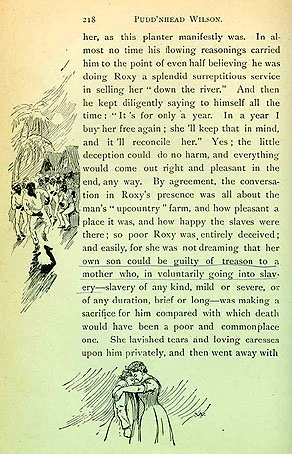 218 PUDD'NHEAD WILSON.
her, as this planter manifestly was. In al-
most no time his flowing reasonings carried
him to the point of even half believing he was
doing Roxy a splendid surreptitious service
in selling her "down the river." And then
he kept diligently saying to himself all the
time: "It 's for only a year. In a year I
buy her free again; she 'll keep that in mind,
and it 'll reconcile her." Yes; the little
deception could do no harm, and everything
would come out right and pleasant in the
end, any way. By agreement, the conversa-
tion in Roxy's presence was all about the
man's "upcountry" farm, and how pleasant a
place it was, and how happy the slaves were
there; so poor Roxy was entirely deceived;
and easily, for she was not dreaming that her
own son could be guilty of treason to a
mother who, in voluntarily going into slav-
ery—slavery of any kind, mild or severe, or
of any duration, brief or long—was making a
sacrifice for him compared with which death
would have been a poor and commonplace
one. She lavished tears and loving caresses
upon him privately, and then went away with